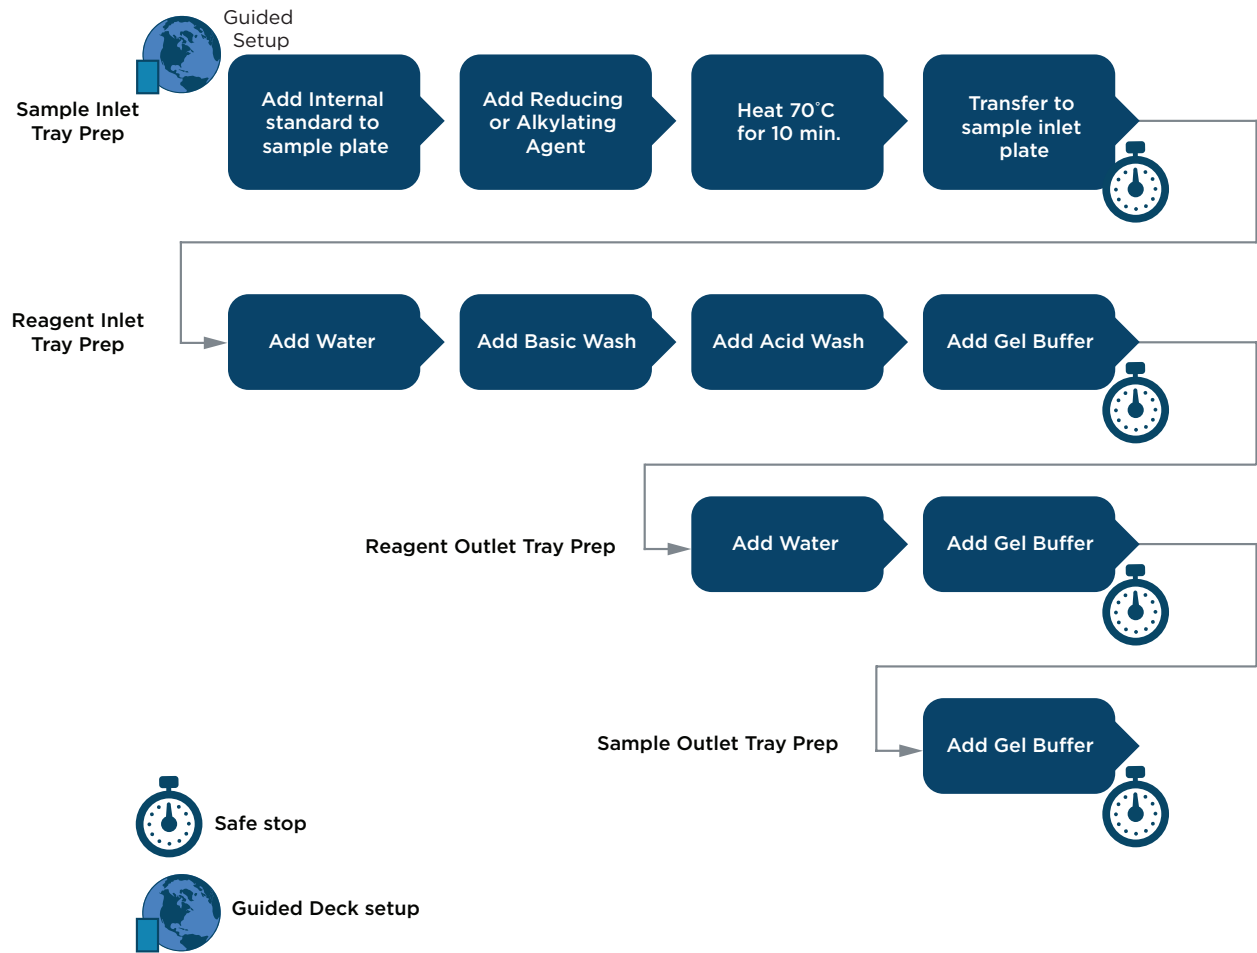 Guided
Setup
Sample Inlet
Tray Prep
Add Internal
standard to
sample plate
Add Reducing
or Alkylating
Agent
Heat 70°C
for 10 min.
Transfer to
sample inlet
plate
Reagent Inlet
Tray Prep
Add Water
Add Basic Wash
Add Acid Wash
Add Gel Buffer
Reagent Outlet Tray Prep
Add Water
Add Gel Buffer
Sample Outlet Tray Prep
Add Gel Buffer
Safe stop
Guided Deck setup